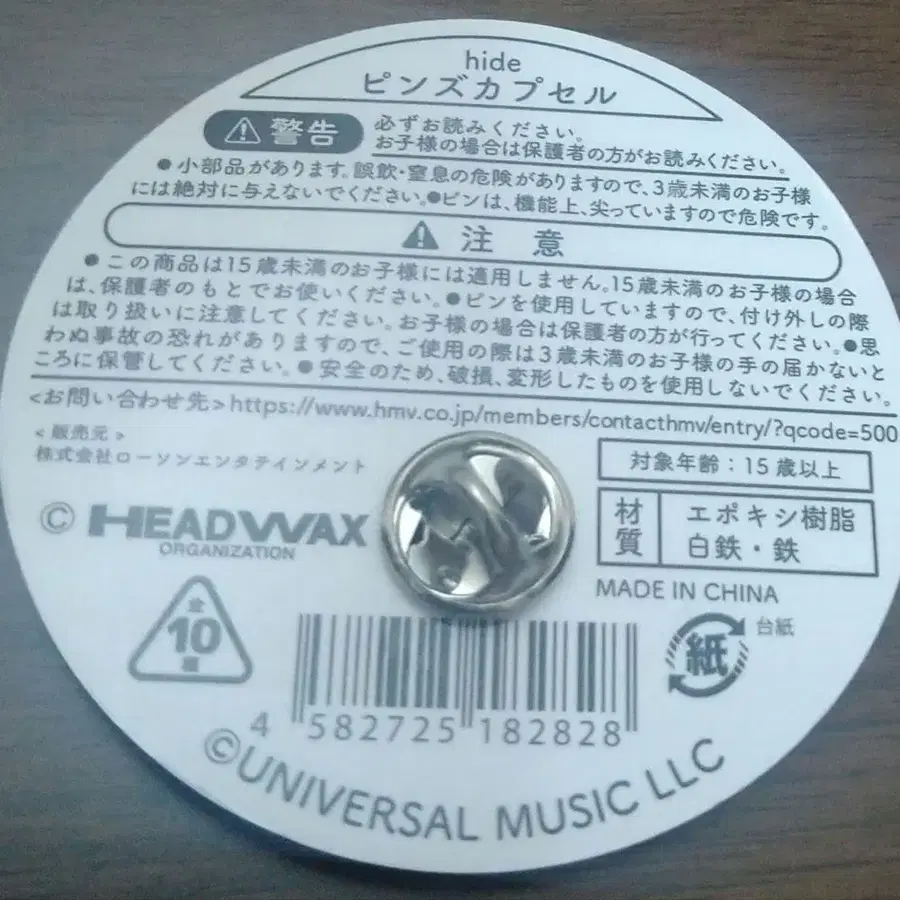 hide
ピンズカプセル
警告
必ずお読みください。
お子様の場合は保護者の方がお読みください。
●小部品があります。誤飲・窒息の危険がありますので、3歳未満のお子様
には絶対に与えないでください。●ピンは、機能上、尖っていますので危険です。
注 意
●この商品は15歳未満のお子様には適用しません。15歳未満のお子様の場合
は、保護者のもとでお使いください。●ピンを使用していますので、付け外しの際
は取り扱いに注意してください。お子様の場合は保護者の方が行ってください。●思
わぬ事故の恐れがありますので、ご使用の際は3歳未満のお子様の手の届かないと
ころに保管してください。●安全のため、破損、変形したものを使用しないでください。
<お問い合わせ先>https://www.hmv.co.jp/members/contacthmv/entry/?qcode=500
<販売元>
株式会社ローソンエンタテインメント
対象年齢:15歳以上
材質
エポキシ樹脂
白鉄・鉄
© HEADWAX
ORGANIZATION
MADE IN CHINA
全
10
種
紙
台紙
4 582725 182828
©UNIVERSAL MUSIC LLC